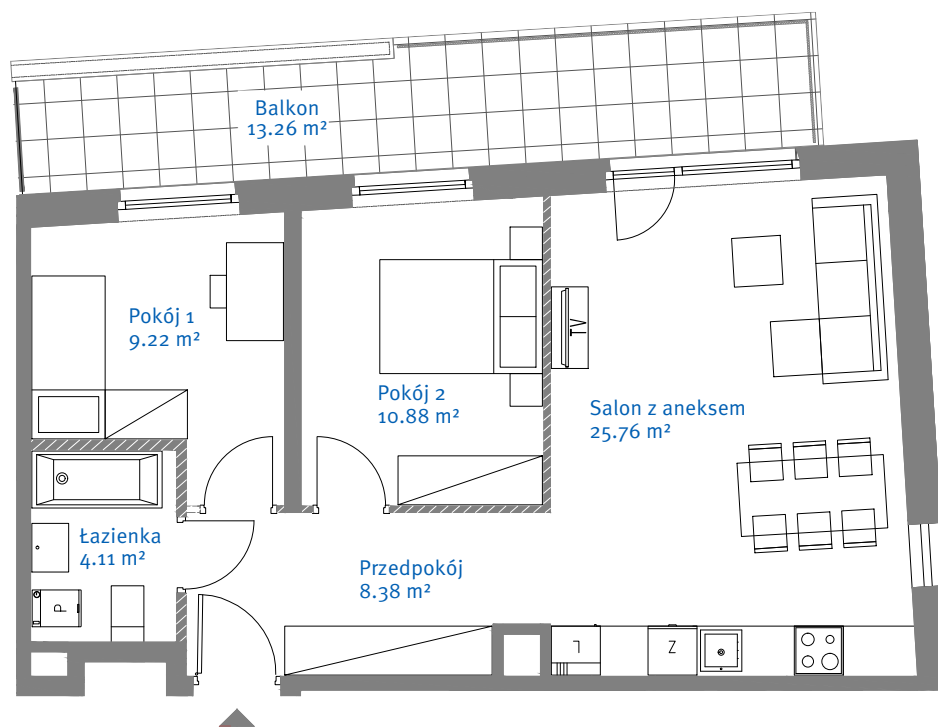 Balkon
13.26 m²
Pokój 1
9.22 m²
Pokój 2
10.88 m²
TV
Salon z aneksem
25.76 m²
Łazienka
4.11 m²
Przedpokój
8.38 m²
P
L
Z